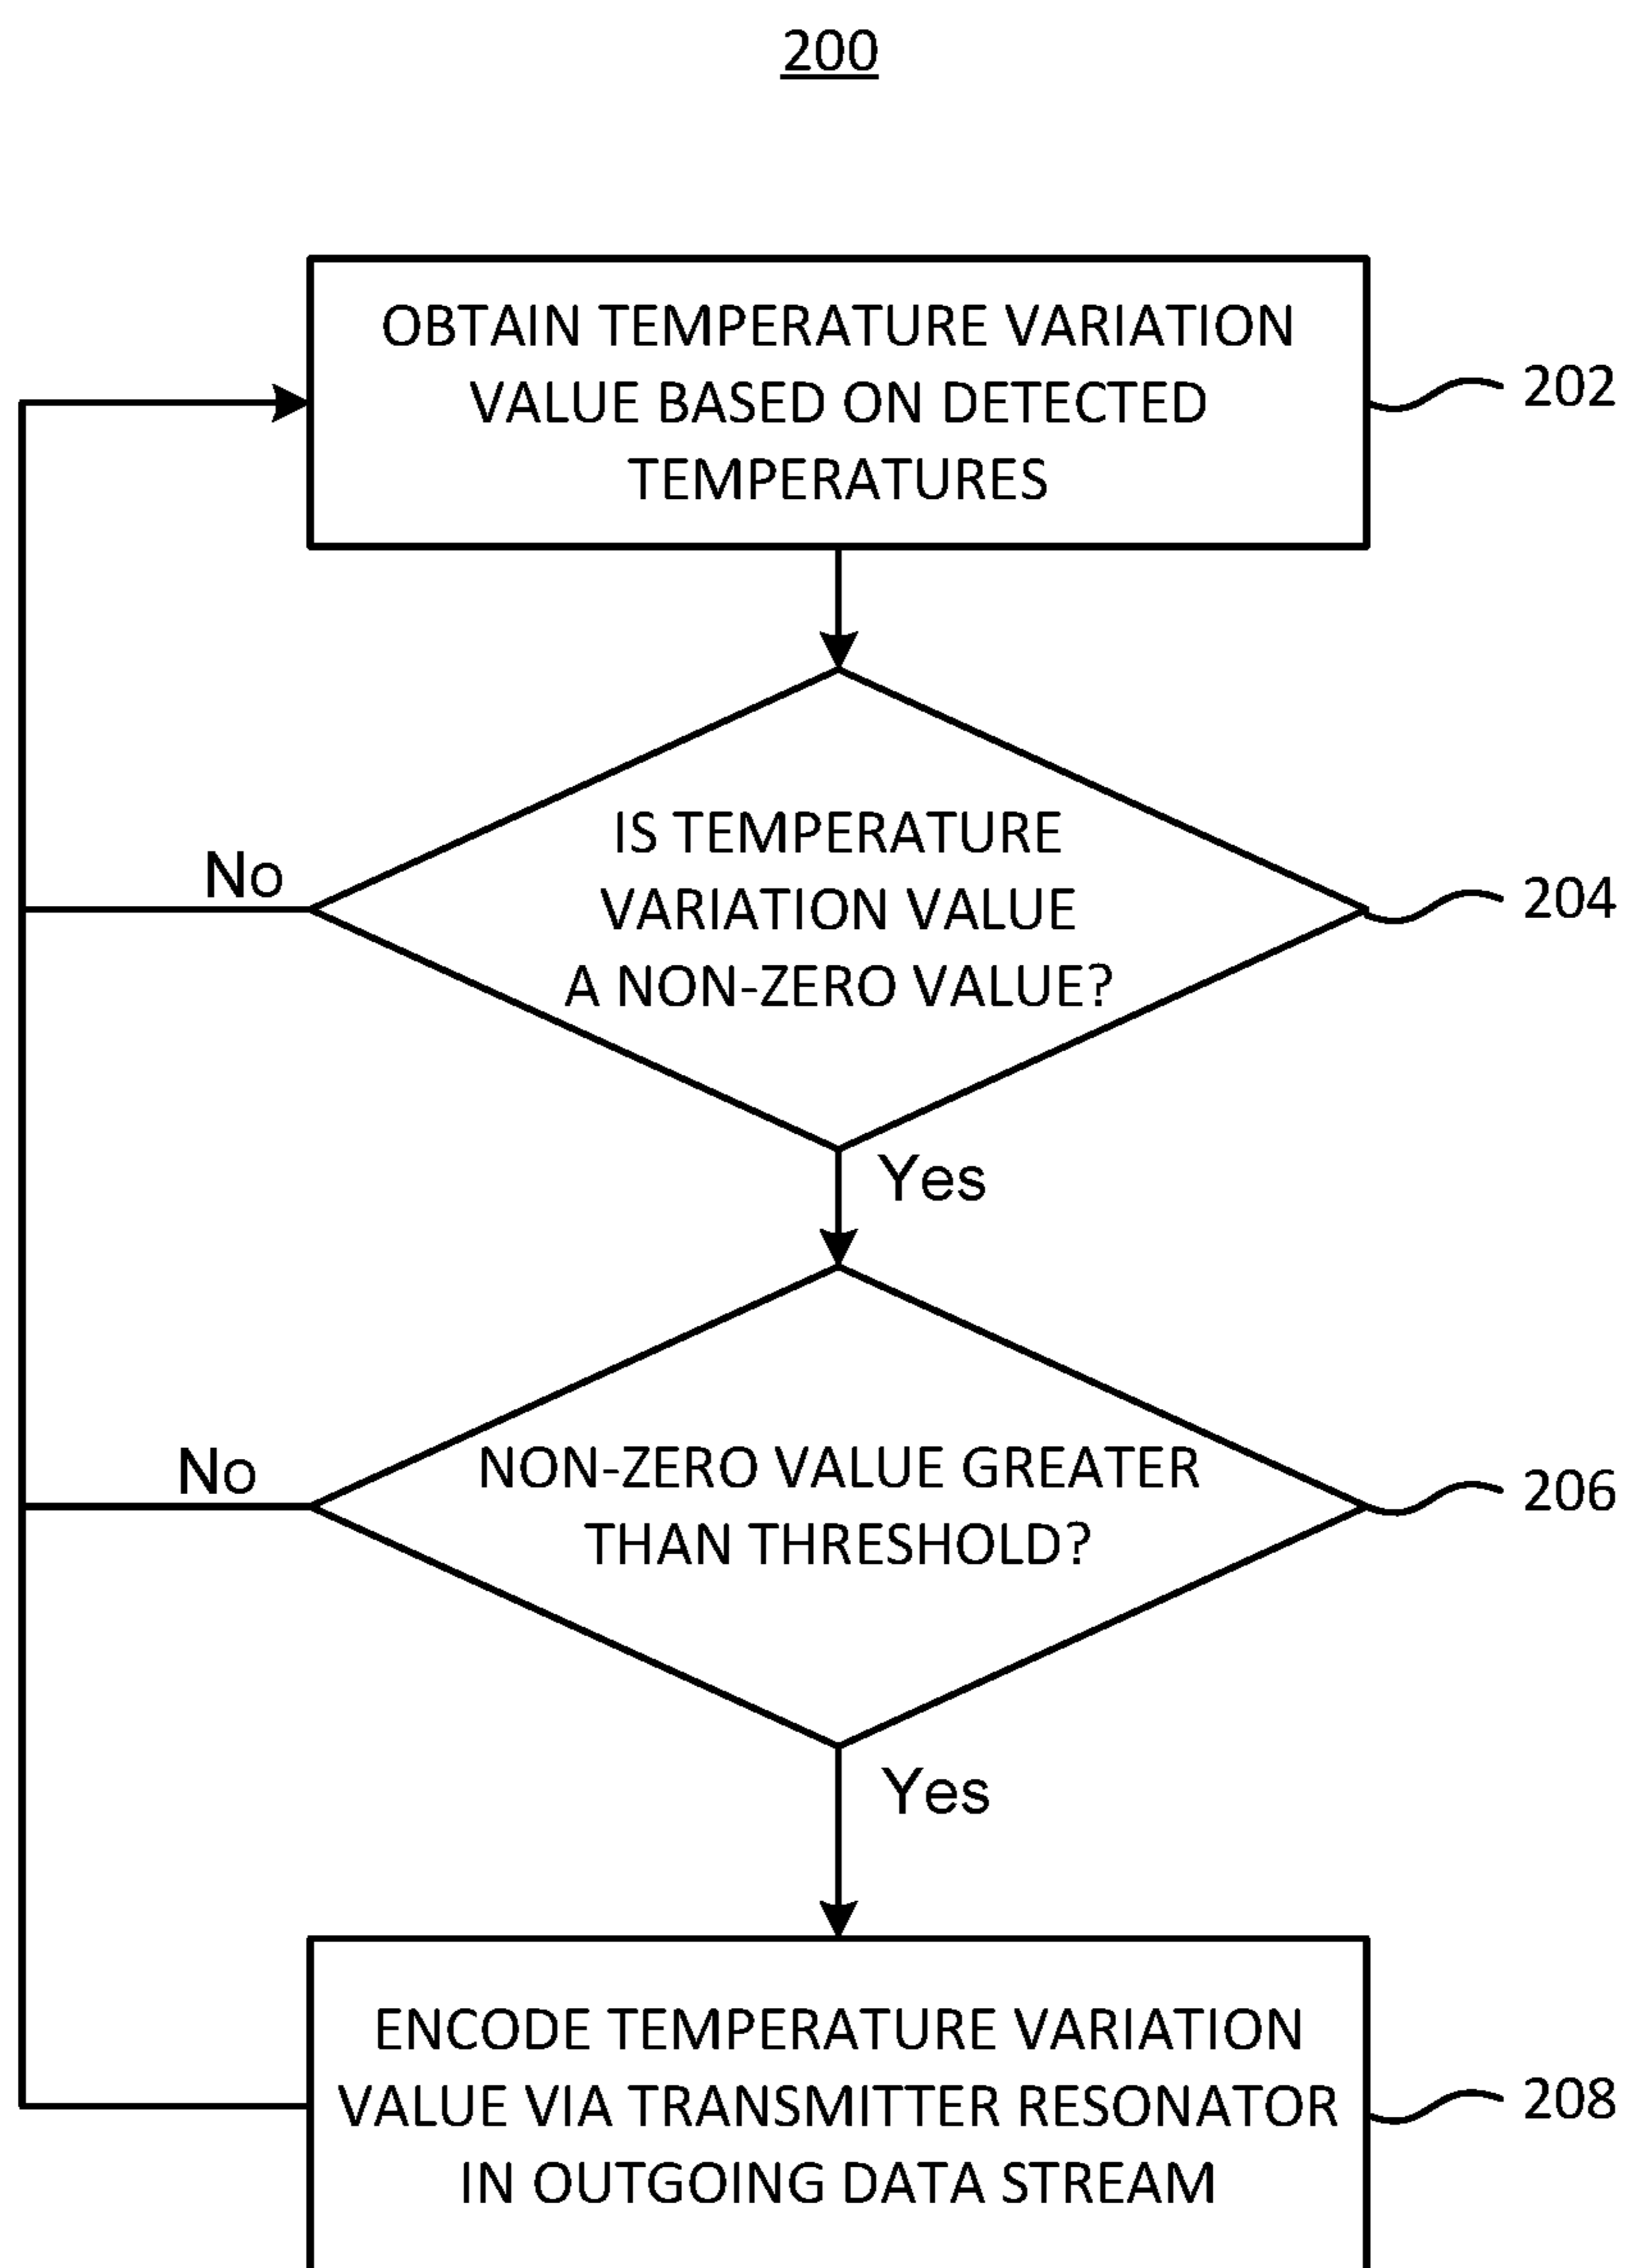 200
OBTAIN TEMPERATURE VARIATION
VALUE BASED ON DETECTED
TEMPERATURES
202
IS TEMPERATURE
VARIATION VALUE
A NON-ZERO VALUE?
204
No
Yes
NON-ZERO VALUE GREATER
THAN THRESHOLD?
206
No
Yes
ENCODE TEMPERATURE VARIATION
VALUE VIA TRANSMITTER RESONATOR
IN OUTGOING DATA STREAM
208